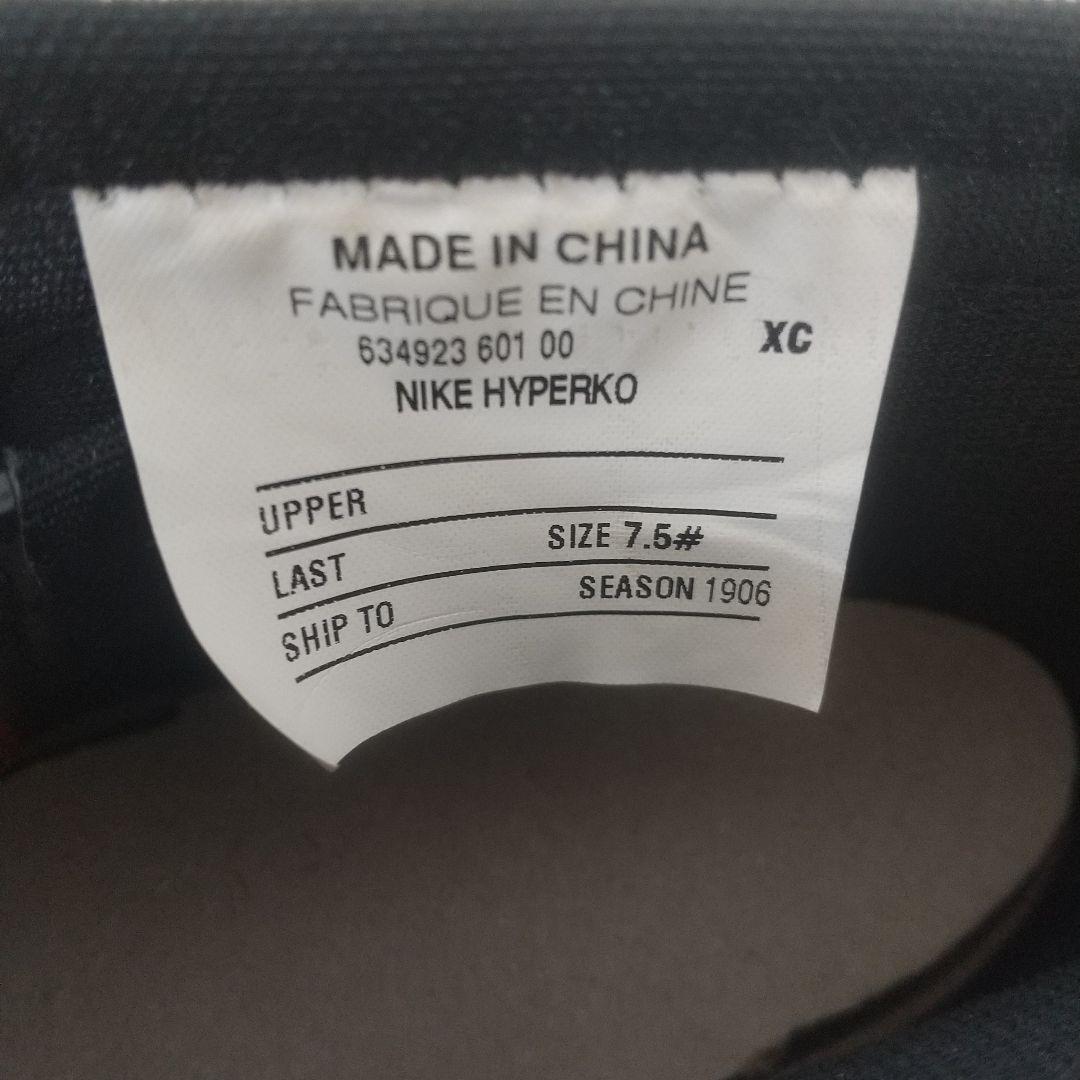 MADE IN CHINA
FABRIQUE EN CHINE
634923 601 00 XC
NIKE HYPERKO
UPPER
LAST SIZE 7.5#
SHIP TO SEASON 1906